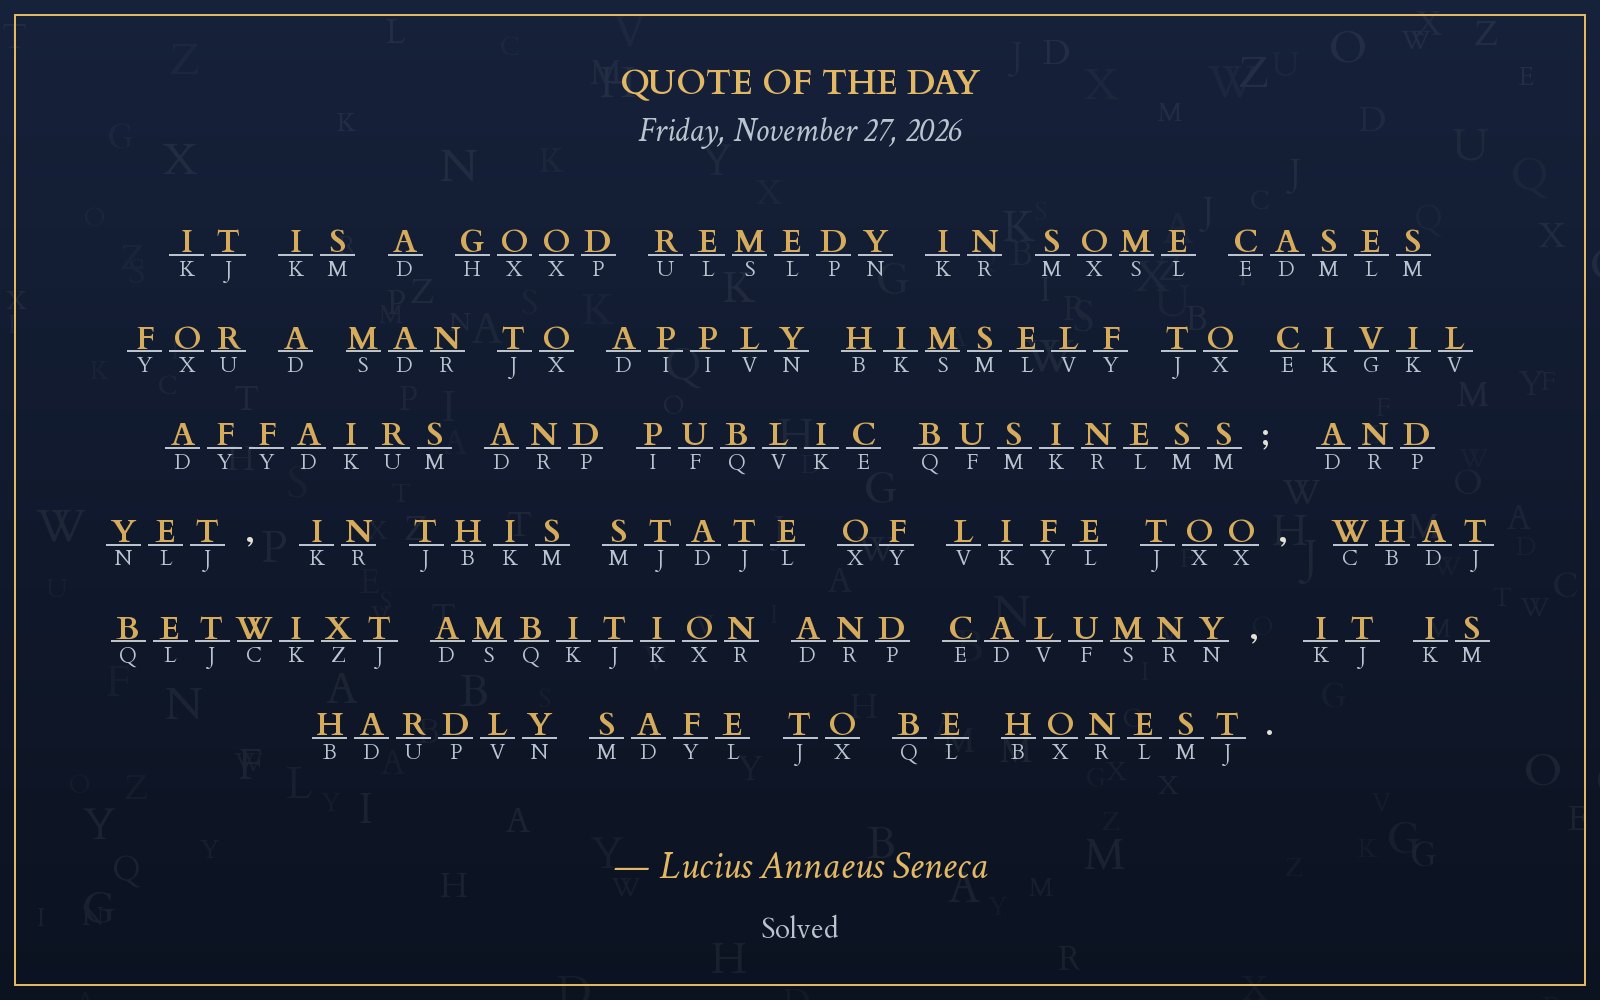 QUOTE OF THE DAY
Friday, November 27, 2026
IT IS A GOOD REMEDY IN SOME CASES
KJ KM D HXXP ULSLPN KR MXSL EDMLM
FOR A MAN TO APPLY HIMSELF TO CIVIL
YXU D SDR JX DIIVN BKSMLVY JX EKGKV
AFFAIRS AND PUBLIC BUSINESS; AND
DYYDKUM DRP IFQVKE QFMKRLMM DRP
YET, IN THIS STATE OF LIFE TOO, WHAT
NLJ KR JBKM MJDJL XY VKYL JXX CBDJ
BETWIXT AMBITION AND CALUMNY, IT IS
QLJCKZJ DSQKJKXR DRP EDVFSRN KJ KM
HARDLY SAFE TO BE HONEST.
BDUPVN MDYL JX QL BXRLMJ
— Lucius Annaeus Seneca
Solved